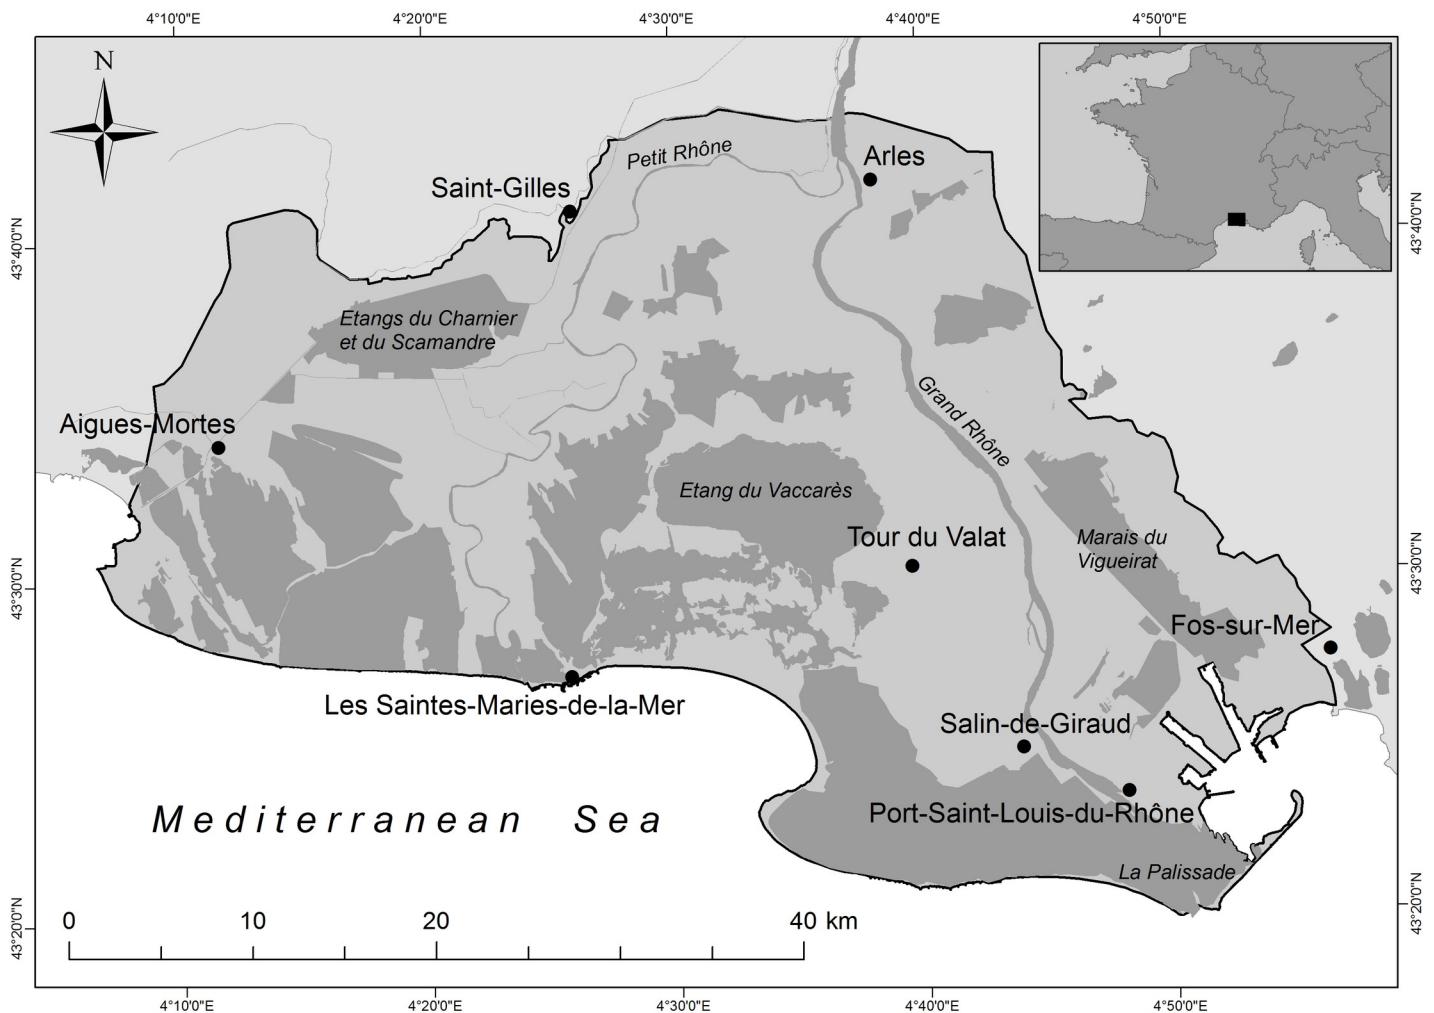 4°10'0"E
4°20'0"E
4°30'0"E
4°40'0"E
4°50'0"E
N
Petit Rhône
Arles
Saint-Gilles
43°40'0"N
43°40'0"N
Etangs du Charnier
et du Scamandre
Grand Rhône
Aigues-Mortes
Etang du Vaccarès
Tour du Valat
Marais du
Vigueirat
43°30'0"N
43°30'0"N
Fos-sur-Mer
Les Saintes-Maries-de-la-Mer
Salin-de-Giraud
Mediterranean Sea
Port-Saint-Louis-du-Rhône
La Palissade
43°20'0"N
43°20'0"N
0 10 20 40 km
4°10'0"E
4°20'0"E
4°30'0"E
4°40'0"E
4°50'0"E